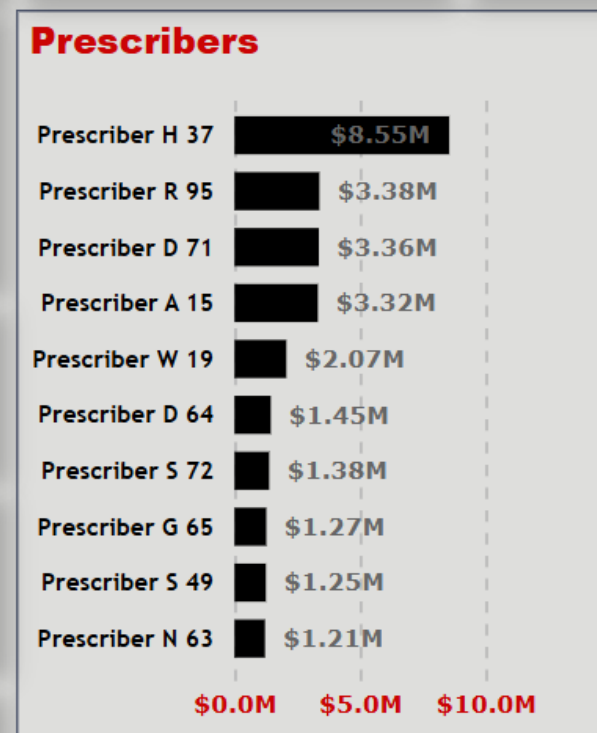 Prescribers
Prescriber H 37 $8.55M
Prescriber R 95 $3.38M
Prescriber D 71 $3.36M
Prescriber A 15 $3.32M
Prescriber W 19 $2.07M
Prescriber D 64 $1.45M
Prescriber S 72 $1.38M
Prescriber G 65 $1.27M
Prescriber S 49 $1.25M
Prescriber N 63 $1.21M
$0.0M $5.0M $10.0M